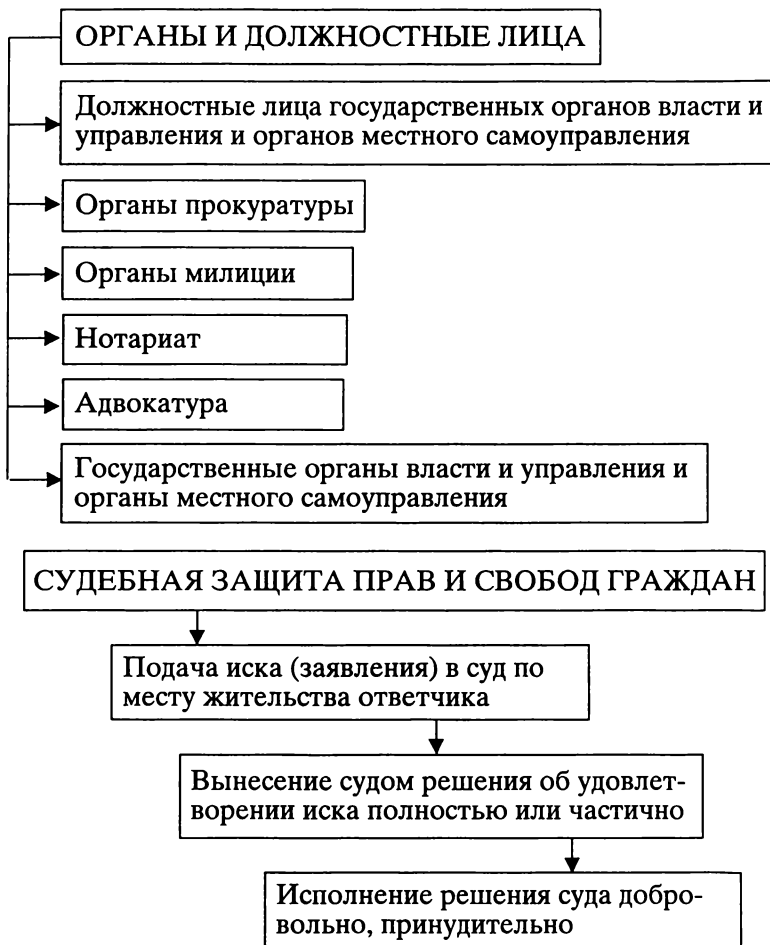 ОРГАНЫ И ДОЛЖНОСТНЫЕ ЛИЦА
Должностные лица государственных органов власти и
управления и органов местного самоуправления
Органы прокуратуры
Органы милиции
Нотариат
Адвокатура
Государственные органы власти и управления и
органы местного самоуправления
СУДЕБНАЯ ЗАЩИТА ПРАВ И СВОБОД ГРАЖДАН
Подача иска (заявления) в суд по
месту жительства ответчика
Вынесение судом решения об удовлет-
ворении иска полностью или частично
Исполнение решения суда добро-
вольно, принудительно